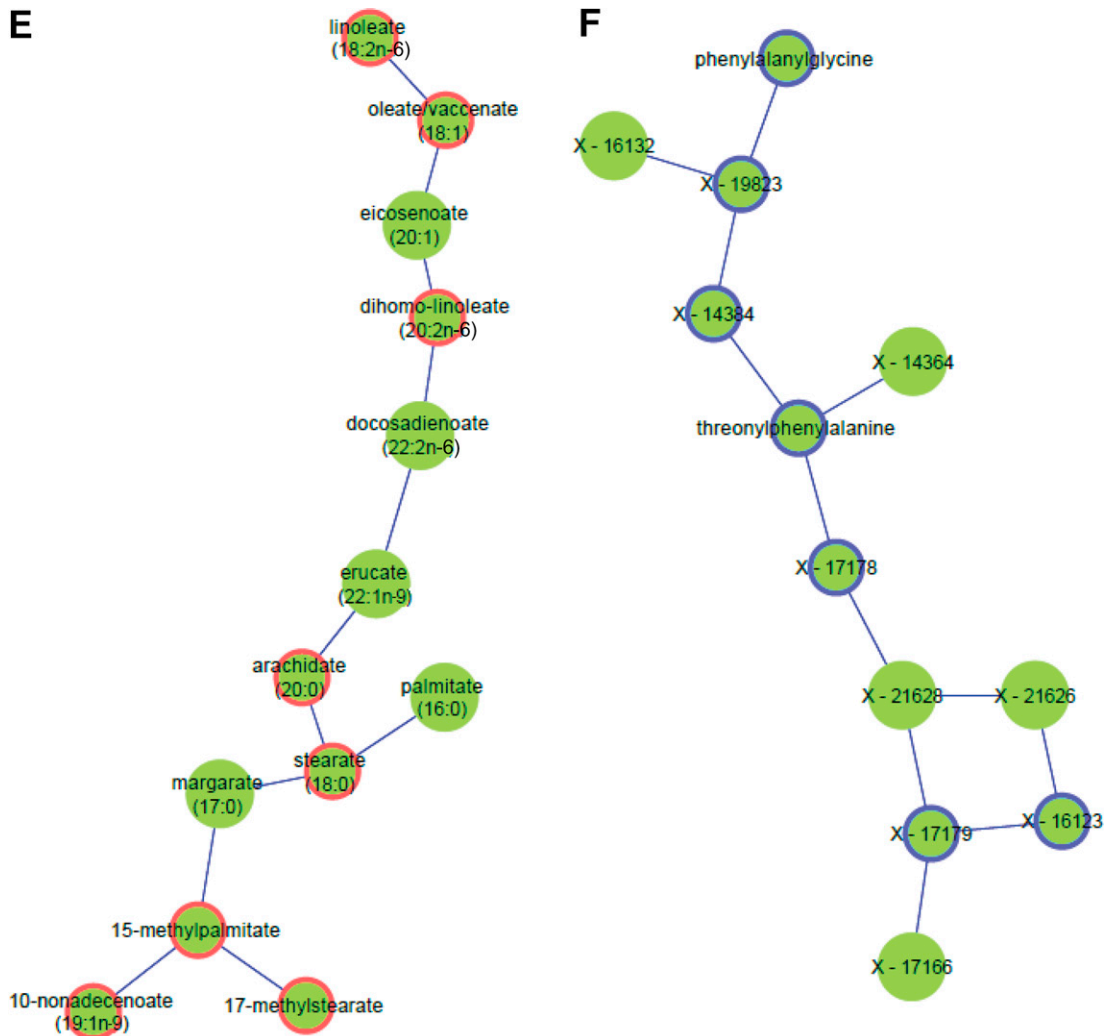 E
linoleate
(18:2n-6)
oleate/vaccenate
(18:1)
eicosenoate
(20:1)
dihomo-linoleate
(20:2n-6)
docosadienoate
(22:2n-6)
erucate
(22:1n-9)
arachidate
(20:0)
palmitate
(16:0)
stearate
(18:0)
margarate
(17:0)
15-methylpalmitate
10-nonadecenoate
(19:1n-9)
17-methylstearate
F
phenylalanylglycine
X - 16132
X - 19823
X - 14384
X - 14364
threonylphenylalanine
X - 17178
X - 21628
X - 21626
X - 17179
X - 16123
X - 17166